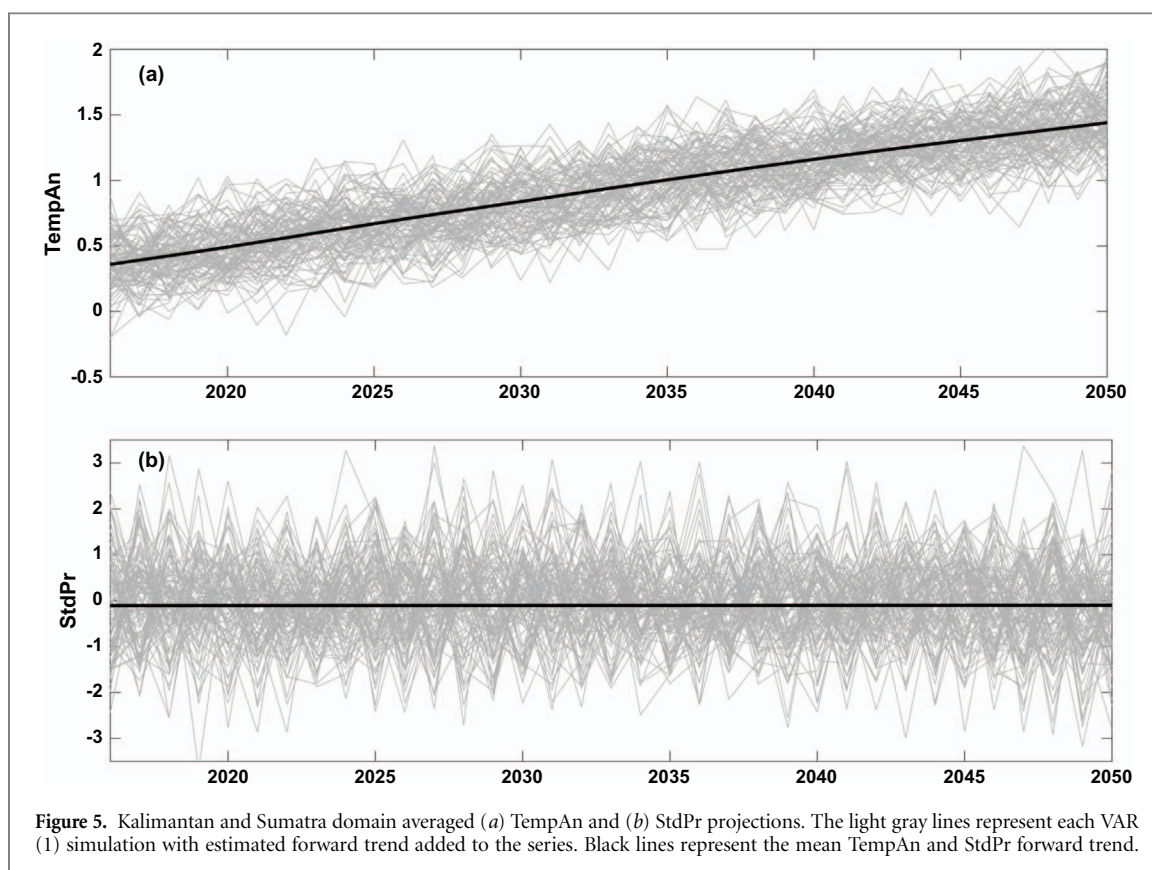 2
(a)
1.5
1
TempAn
0.5
0
-0.5
2020 2025 2030 2035 2040 2045 2050
3
(b)
2
1
StdPr
0
-1
-2
-3
2020 2025 2030 2035 2040 2045 2050
Figure 5. Kalimantan and Sumatra domain averaged (a) TempAn and (b) StdPr projections. The light gray lines represent each VAR
(1) simulation with estimated forward trend added to the series. Black lines represent the mean TempAn and StdPr forward trend.